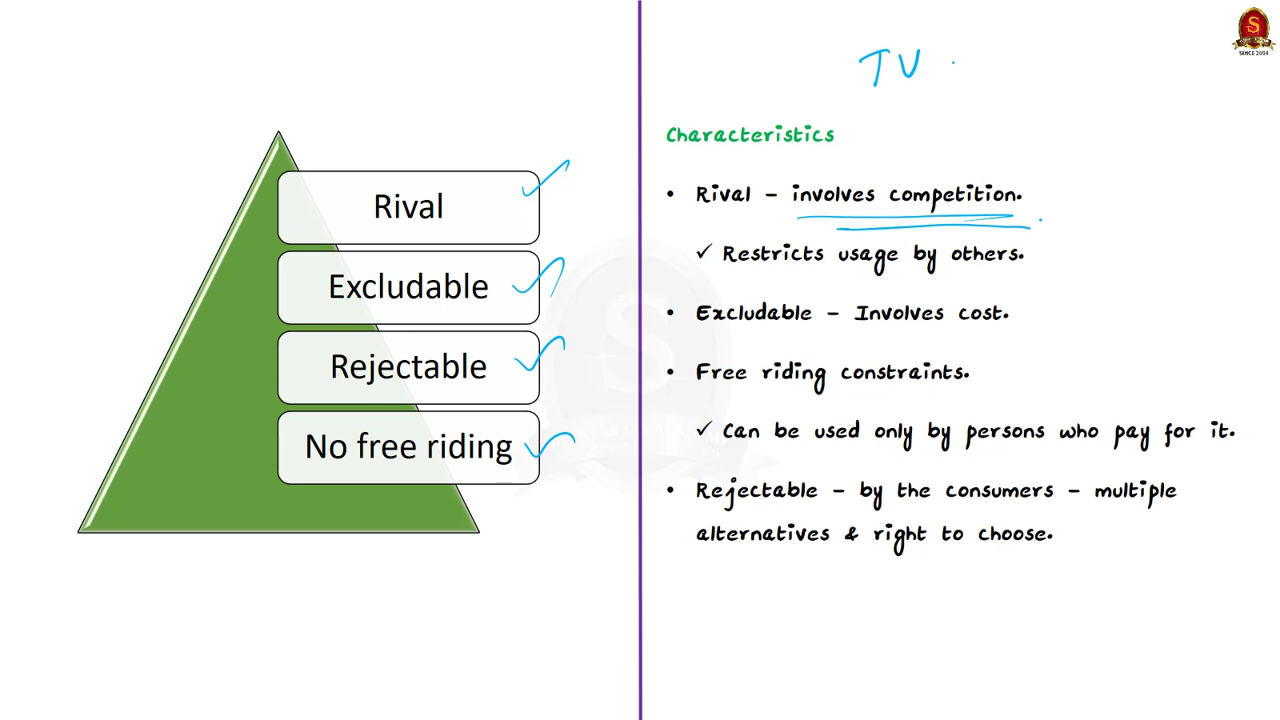 Rival
Excludable
Rejectable
No free riding
TV
Characteristics
• Rival – involves competition.
✓ Restricts usage by others.
• Excludable – Involves cost.
• Free riding constraints.
✓ Can be used only by persons who pay for it.
• Rejectable – by the consumers – multiple
alternatives & right to choose.
S
SINCE 2004